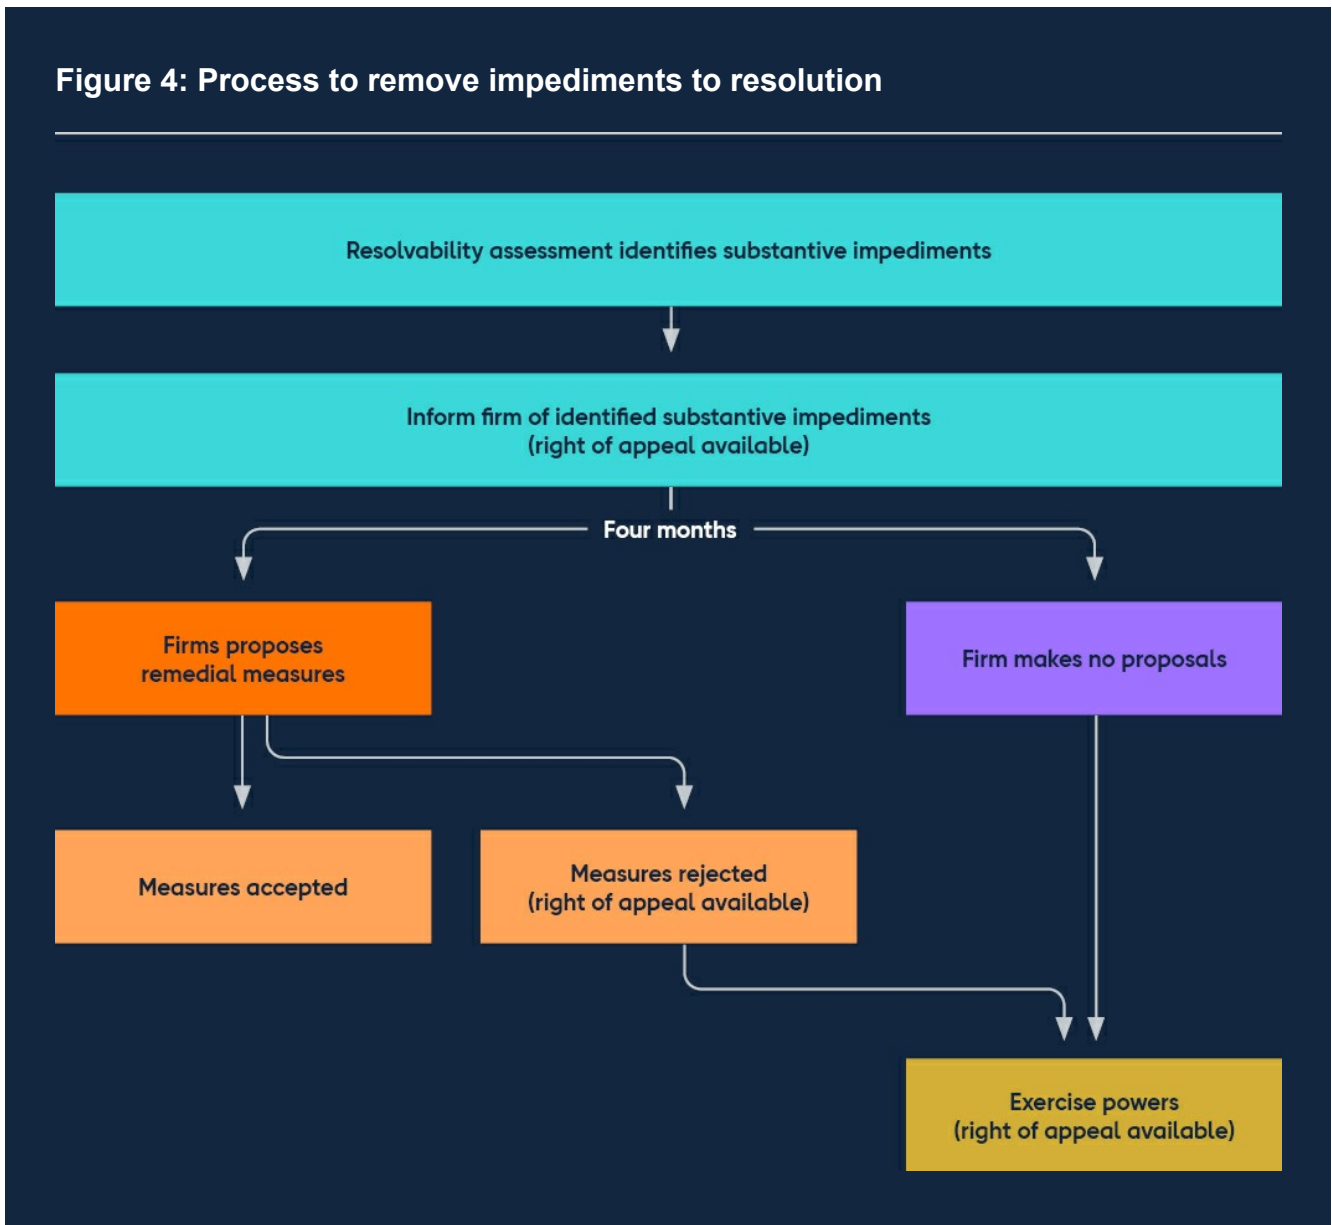 Figure 4: Process to remove impediments to resolution
Resolvability assessment identifies substantive impediments
Inform firm of identified substantive impediments
(right of appeal available)
Four months
Firms proposes
remedial measures
Firm makes no proposals
Measures accepted
Measures rejected
(right of appeal available)
Exercise powers
(right of appeal available)